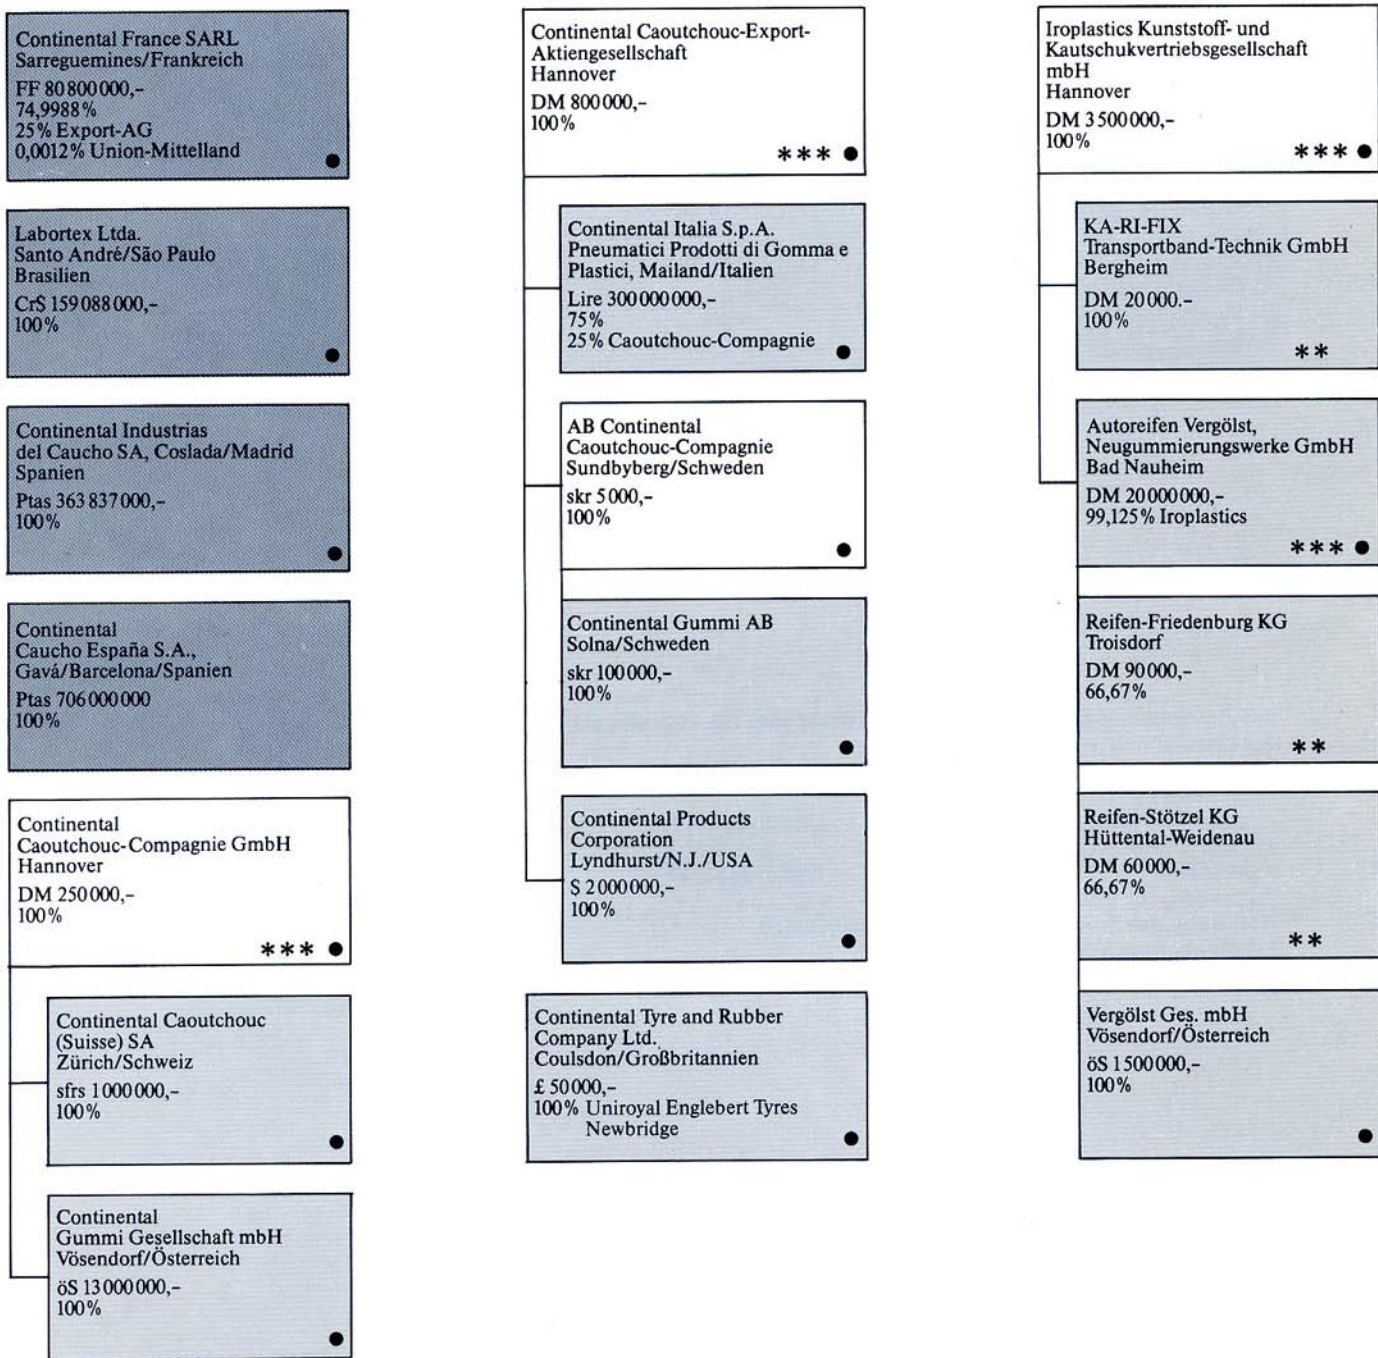 Continental France SARL
Sarreguemines/Frankreich
FF 80 800 000,–
74,9988%
25% Export-AG
0,0012% Union-Mittelland
●
Labortex Ltda.
Santo André/São Paulo
Brasilien
Cr$ 159 088 000,–
100%
●
Continental Industrias
del Caucho SA, Coslada/Madrid
Spanien
Ptas 363 837 000,–
100%
●
Continental
Caucho España S.A.,
Gavá/Barcelona/Spanien
Ptas 706 000 000
100%
Continental
Caoutchouc-Compagnie GmbH
Hannover
DM 250 000,–
100%
*** ●
Continental Caoutchouc
(Suisse) SA
Zürich/Schweiz
sfrs 1 000 000,–
100%
●
Continental
Gummi Gesellschaft mbH
Vösendorf/Österreich
öS 13 000 000,–
100%
●
Continental Caoutchouc-Export-
Aktiengesellschaft
Hannover
DM 800 000,–
100%
*** ●
Continental Italia S.p.A.
Pneumatici Prodotti di Gomma e
Plastici, Mailand/Italien
Lire 300 000 000,–
75%
25% Caoutchouc-Compagnie
●
AB Continental
Caoutchouc-Compagnie
Sundbyberg/Schweden
skr 5 000,–
100%
●
Continental Gummi AB
Solna/Schweden
skr 100 000,–
100%
●
Continental Products
Corporation
Lyndhurst/N.J./USA
$ 2 000 000,–
100%
●
Continental Tyre and Rubber
Company Ltd.
Coulsdon/Großbritannien
£ 50 000,–
100% Uniroyal Englebert Tyres
Newbridge
●
Iroplastics Kunststoff- und
Kautschukvertriebsgesellschaft
mbH
Hannover
DM 3 500 000,–
100%
*** ●
KA-RI-FIX
Transportband-Technik GmbH
Bergheim
DM 20 000.–
100%
**
Autoreifen Vergölst,
Neugummierungswerke GmbH
Bad Nauheim
DM 20 000 000,–
99,125% Iroplastics
*** ●
Reifen-Friedenburg KG
Troisdorf
DM 90 000,–
66,67%
**
Reifen-Stötzel KG
Hüttental-Weidenau
DM 60 000,–
66,67%
**
Vergölst Ges. mbH
Vösendorf/Österreich
öS 1 500 000,–
100%
●